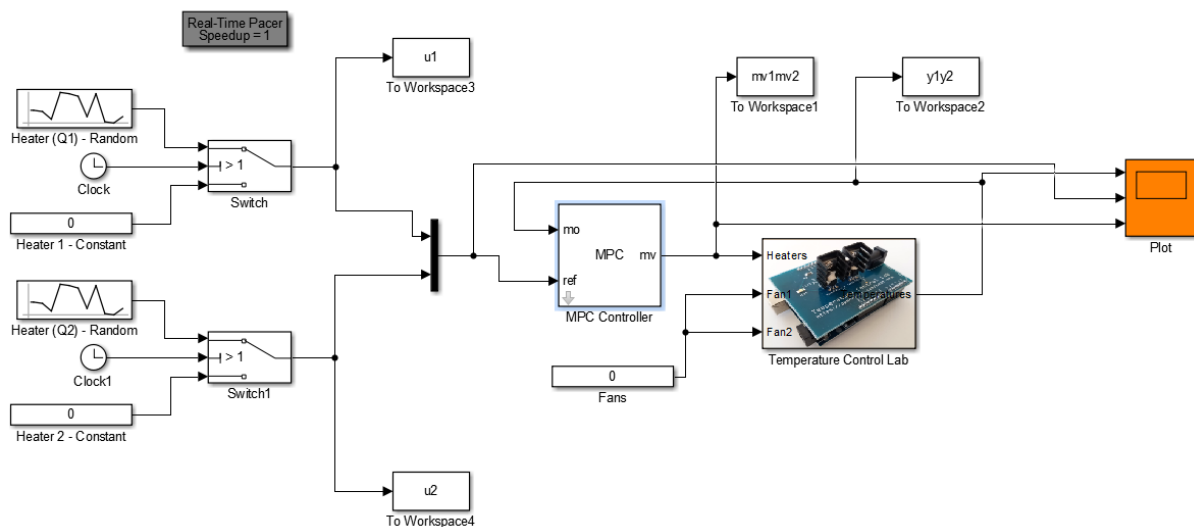 Real-Time Pacer
Speedup = 1
u1
To Workspace3
mv1mv2
To Workspace1
y1y2
To Workspace2
Heater (Q1) - Random
Clock
> 1
Switch
0
Heater 1 - Constant
mo
MPC
mv
ref
MPC Controller
Heaters
Fan1
Temperatures
Fan2
Temperature Control Lab
Plot
Heater (Q2) - Random
Clock1
> 1
Switch1
0
Heater 2 - Constant
0
Fans
u2
To Workspace4